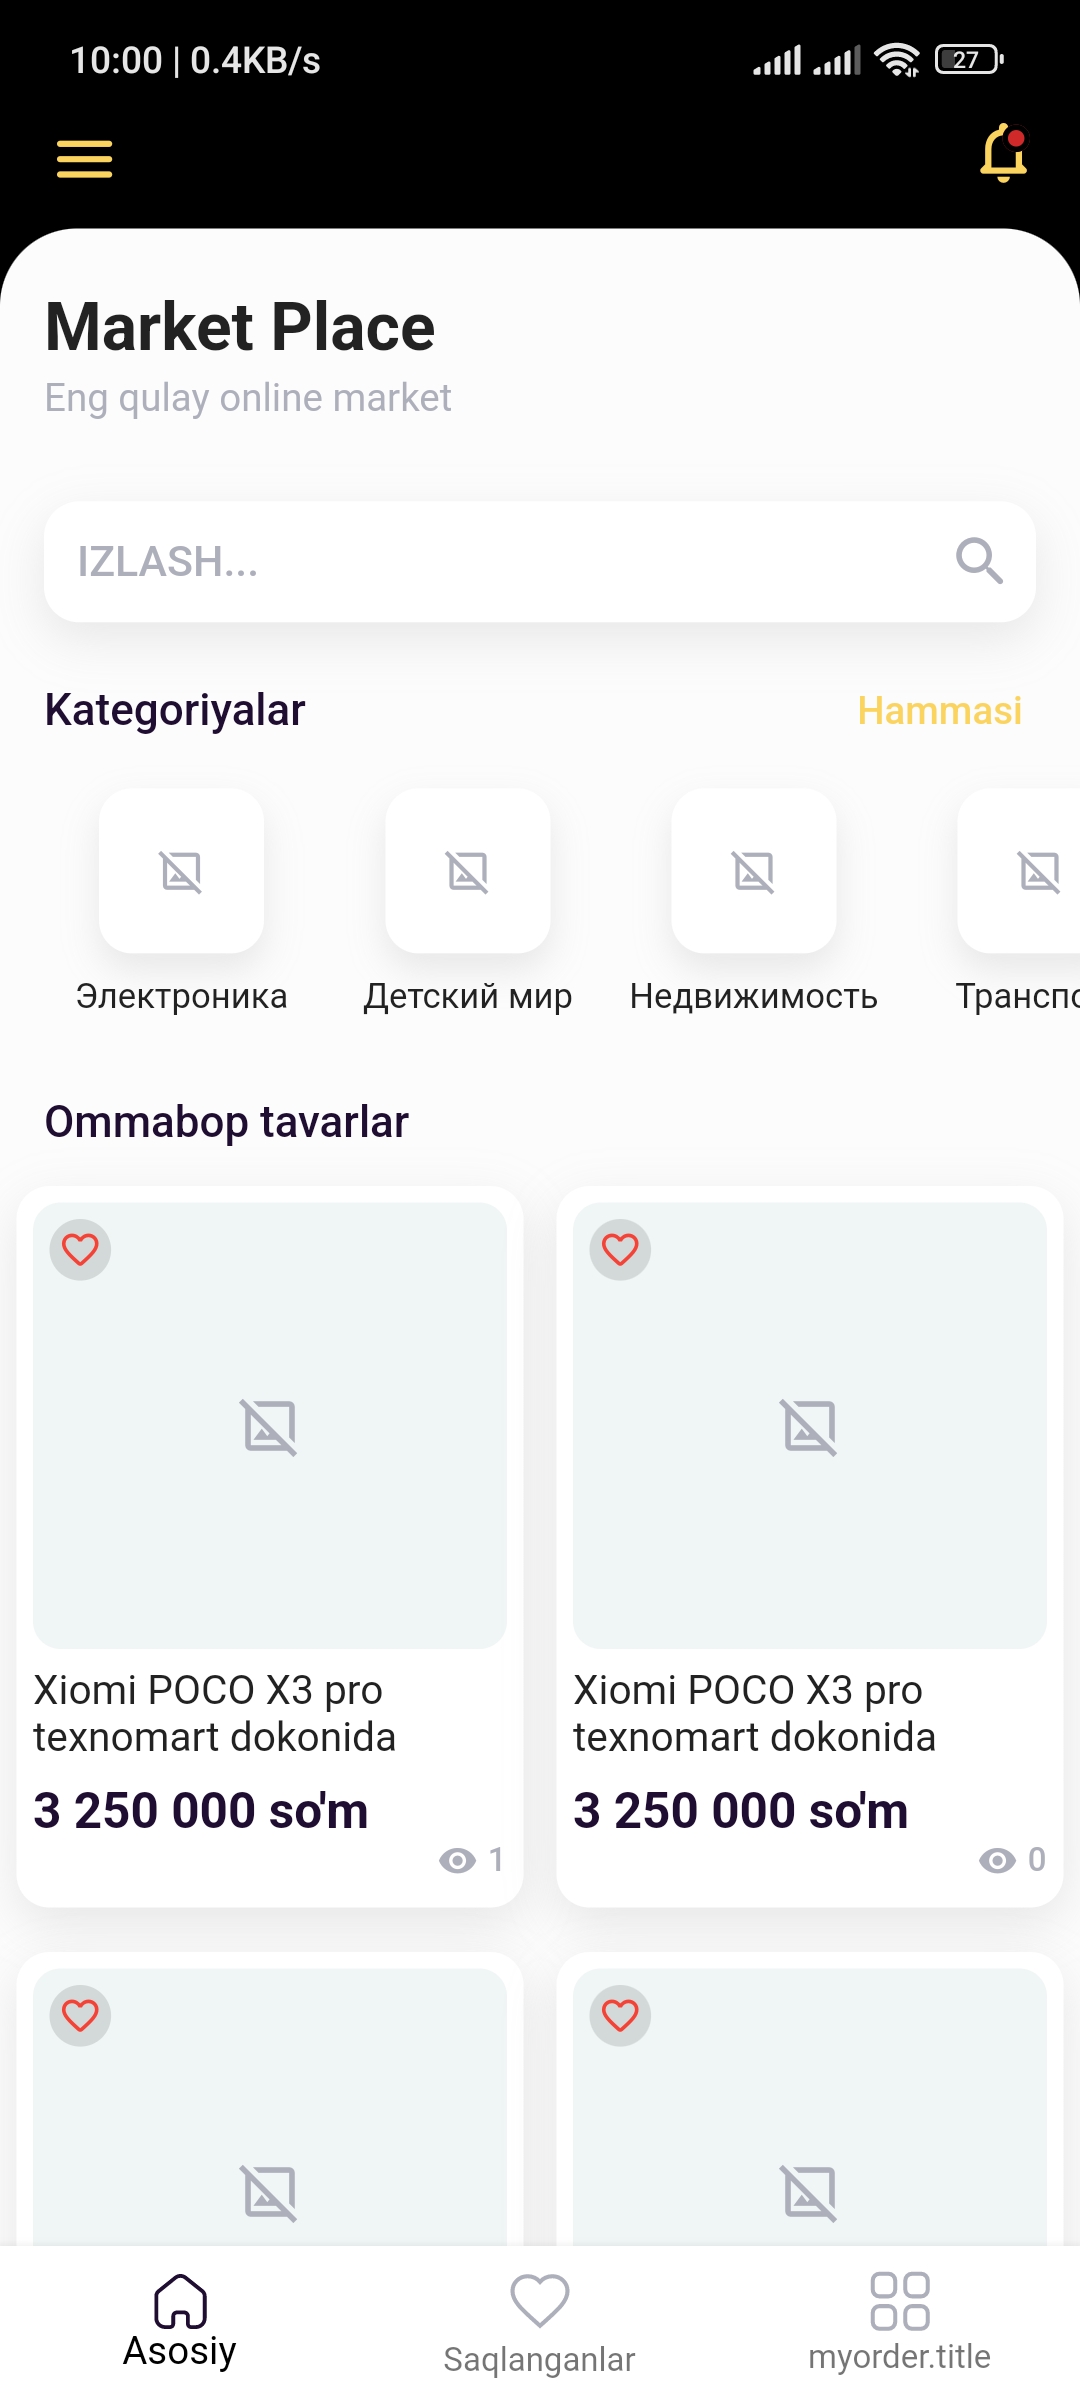 10:00 | 0.4KB/s
27
Market Place
Eng qulay online market
IZLASH...
Kategoriyalar
Hammasi
Электроника
Детский мир
Недвижимость
Транспо
Ommabop tavarlar
Xiomi POCO X3 pro
texnomart dokonida
3 250 000 so'm
1
Xiomi POCO X3 pro
texnomart dokonida
3 250 000 so'm
0
Asosiy
Saqlanganlar
myorder.title